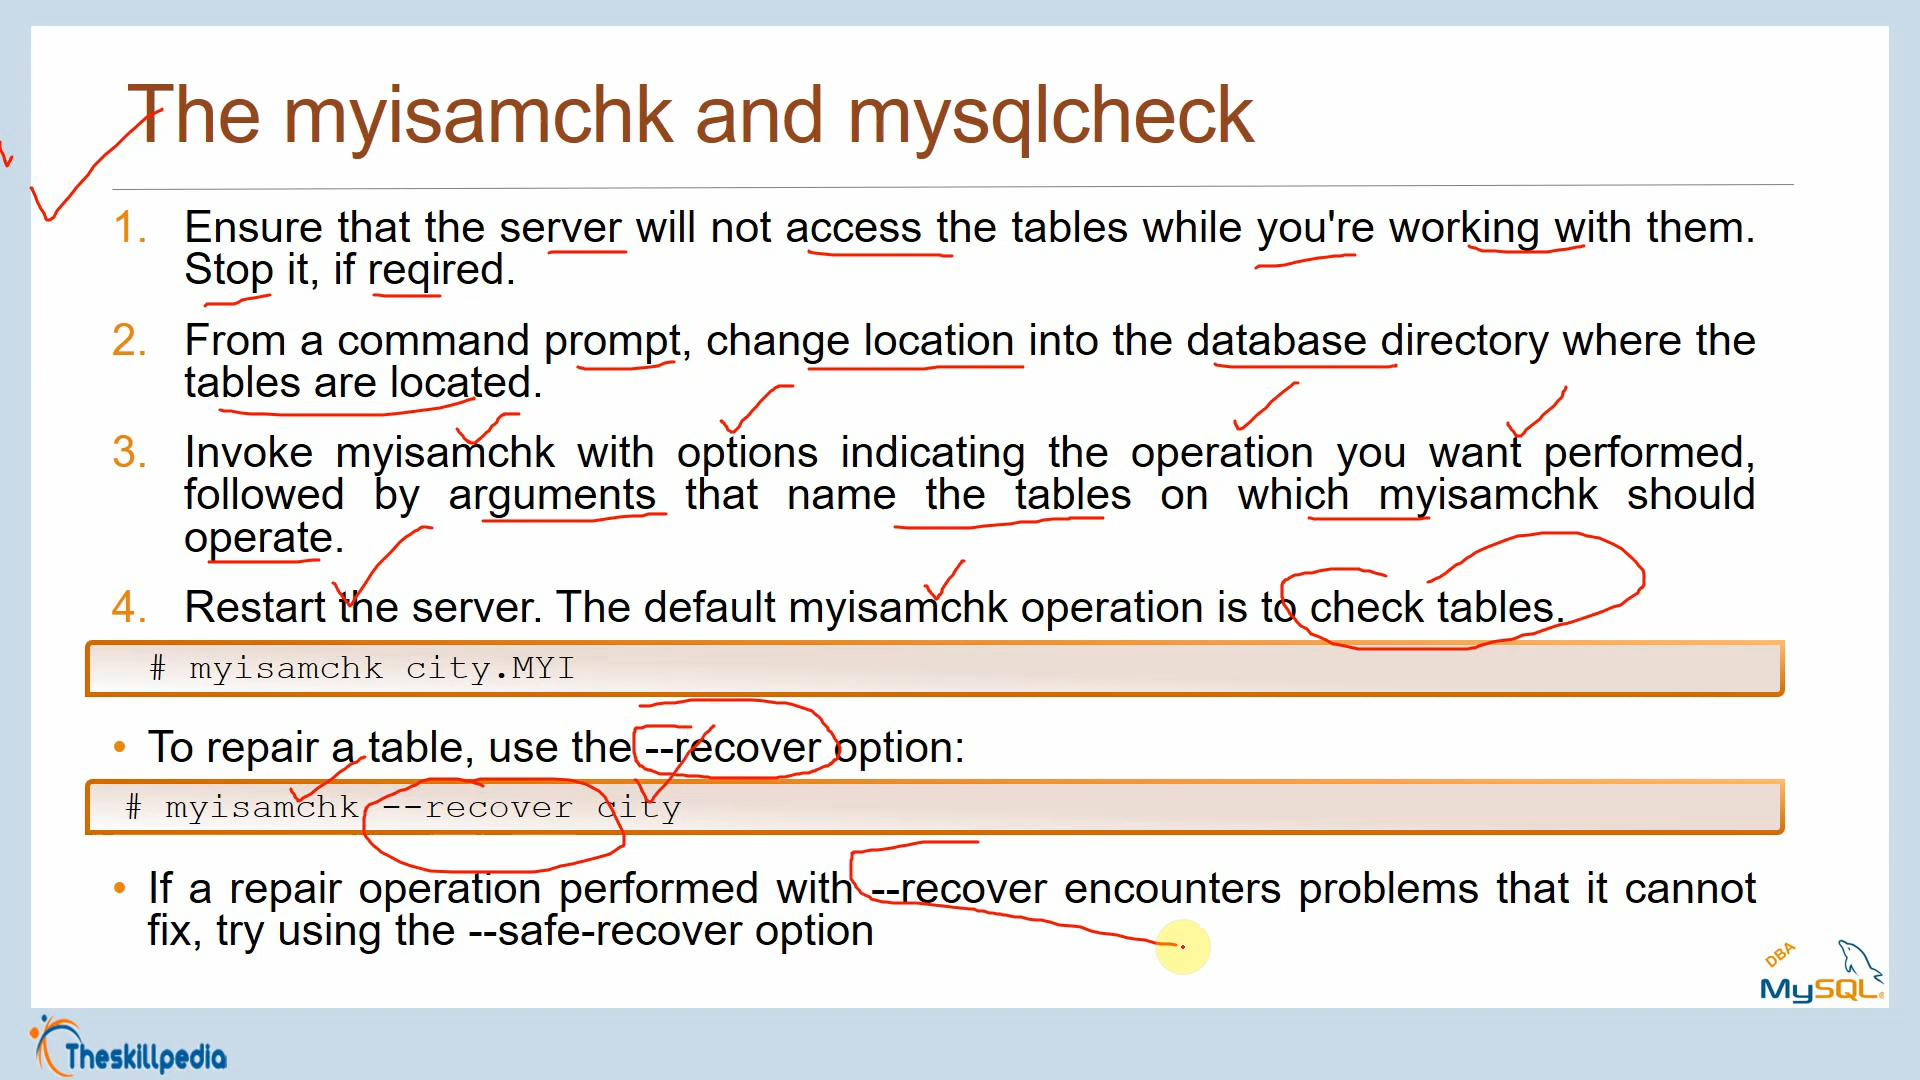 The myisamchk and mysqlcheck
1. Ensure that the server will not access the tables while you're working with them.
Stop it, if reqired.
2. From a command prompt, change location into the database directory where the
tables are located.
3. Invoke myisamchk with options indicating the operation you want performed,
followed by arguments that name the tables on which myisamchk should
operate.
4. Restart the server. The default myisamchk operation is to check tables.
# myisamchk city.MYI
• To repair a table, use the --recover option:
# myisamchk --recover city
• If a repair operation performed with --recover encounters problems that it cannot
fix, try using the --safe-recover option
DBA
MySQL®
Theskillpedia